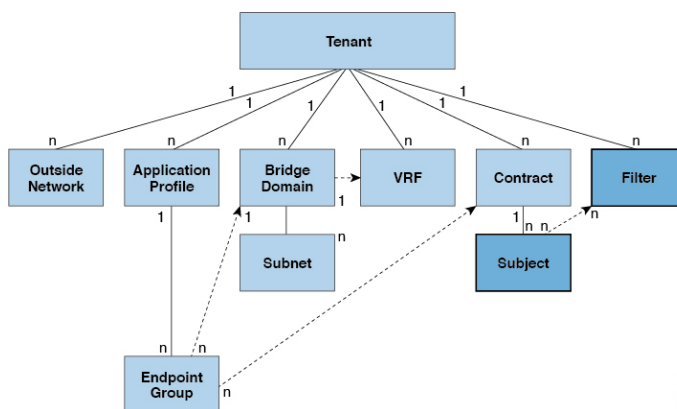 Tenant
1
1
1
1
1
1
n
n
n
n
n
n
Outside
Network
Application
Profile
Bridge
Domain
VRF
Contract
Filter
1
1
1
1
n
n
n
n
Subnet
Subject
n
n
Endpoint
Group
n